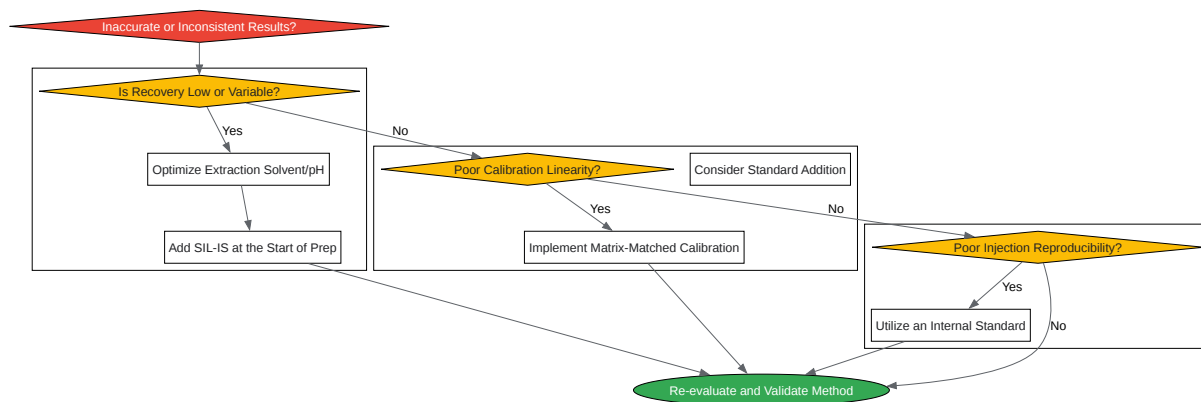 Inaccurate or Inconsistent Results?
Is Recovery Low or Variable?
Yes
No
Optimize Extraction Solvent/pH
Poor Calibration Linearity?
Consider Standard Addition
Yes
No
Add SIL-IS at the Start of Prep
Implement Matrix-Matched Calibration
Poor Injection Reproducibility?
Yes
Utilize an Internal Standard
No
Re-evaluate and Validate Method